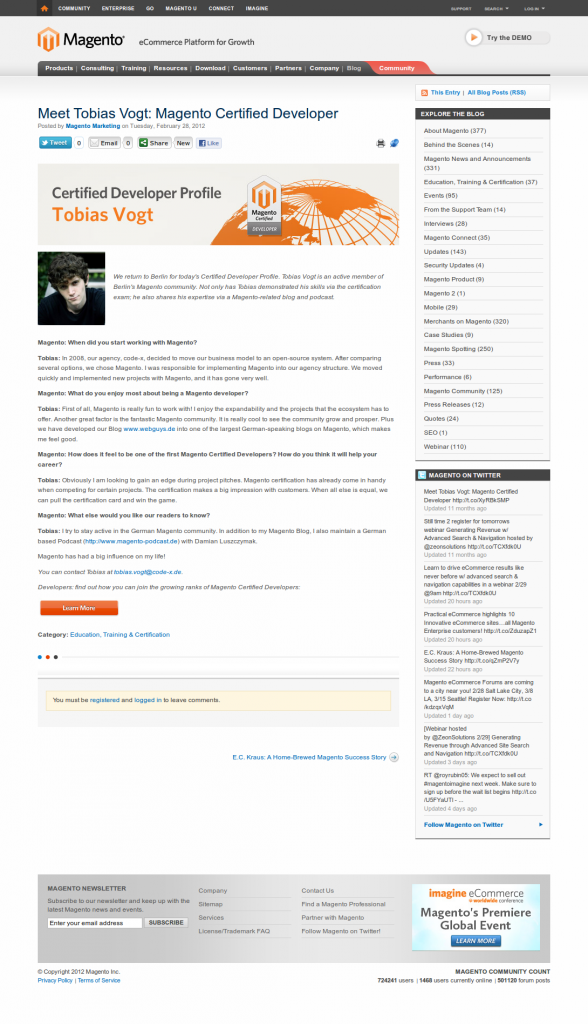 COMMUNITY ENTERPRISE GO MAGENTO U CONNECT IMAGINE
SUPPORT SEARCH LOG IN
Magento® eCommerce Platform for Growth
Try the DEMO
Products | Consulting | Training | Resources | Download | Customers | Partners | Company | Blog Community
This Entry | All Blog Posts (RSS)
Meet Tobias Vogt: Magento Certified Developer
Posted by Magento Marketing on Tuesday, February 28, 2012
Tweet 0 Email 0 Share New Like
Certified Developer Profile
Tobias Vogt
Magento
Certified
DEVELOPER
We return to Berlin for today's Certified Developer Profile. Tobias Vogt is an active member of
Berlin's Magento community. Not only has Tobias demonstrated his skills via the certification
exam; he also shares his expertise via a Magento-related blog and podcast.
Magento: When did you start working with Magento?
Tobias: In 2008, our agency, code-x, decided to move our business model to an open-source system. After comparing
several options, we chose Magento. I was responsible for implementing Magento into our agency structure. We moved
quickly and implemented new projects with Magento, and it has gone very well.
Magento: What do you enjoy most about being a Magento developer?
Tobias: First of all, Magento is really fun to work with! I enjoy the expandability and the projects that the ecosystem has to
offer. Another great factor is the fantastic Magento community. It is really cool to see the community grow and prosper. Plus
we have developed our Blog www.webguys.de into one of the largest German-speaking blogs on Magento, which makes
me feel good.
Magento: How does it feel to be one of the first Magento Certified Developers? How do you think it will help your
career?
Tobias: Obviously I am looking to gain an edge during project pitches. Magento certification has already come in handy
when competing for certain projects. The certification makes a big impression with customers. When all else is equal, we
can pull the certification card and win the game.
Magento: What else would you like our readers to know?
Tobias: I try to stay active in the German Magento community. In addition to my Magento Blog, I also maintain a German
based Podcast (http://www.magento-podcast.de) with Damian Luszczymak.
Magento has had a big influence on my life!
You can contact Tobias at tobias.vogt@code-x.de.
Developers: find out how you can join the growing ranks of Magento Certified Developers:
Learn More
Category: Education, Training & Certification
You must be registered and logged in to leave comments.
E.C. Kraus: A Home-Brewed Magento Success Story
EXPLORE THE BLOG
About Magento (377)
Behind the Scenes (14)
Magento News and Announcements
(331)
Education, Training & Certification (37)
Events (95)
From the Support Team (14)
Interviews (28)
Magento Connect (35)
Updates (143)
Security Updates (4)
Magento Product (9)
Magento 2 (1)
Mobile (29)
Merchants on Magento (320)
Case Studies (9)
Magento Spotting (250)
Press (33)
Performance (6)
Magento Community (125)
Press Releases (12)
Quotes (24)
SEO (1)
Webinar (110)
MAGENTO ON TWITTER
Meet Tobias Vogt: Magento Certified
Developer http://t.co/XyRBkSMP
Updated 11 months ago
Still time 2 register for tomorrows
webinar Generating Revenue w/
Advanced Search & Navigation hosted by
@zeonsolutions http://t.co/TCXfdk0U
Updated 11 months ago
Learn to drive eCommerce results like
never before w/ advanced search &
navigation capabilities in a webinar 2/29
@9am http://t.co/TCXfdk0U
Updated 20 hours ago
Practical eCommerce highlights 10
Innovative eCommerce sites...all Magento
Enterprise customers! http://t.co/ZduzapZ1
Updated 20 hours ago
E.C. Kraus: A Home-Brewed Magento
Success Story http://t.co/qZmP2V7y
Updated 22 hours ago
Magento eCommerce Forums are coming
to a city near you! 2/28 Salt Lake City, 3/8
LA, 3/15 Seattle! Register Now: http://t.co
/kdzqrVqM
Updated 1 day ago
[Webinar hosted
by @ZeonSolutions 2/29] Generating
Revenue through Advanced Site Search
and Navigation http://t.co/TCXfdk0U
Updated 3 days ago
RT @royrubin05: We expect to sell out
#magentoimagine next week. Make sure to
sign up before the wait list begins http://t.co
/U5FYaUTl - ...
Updated 4 days ago
Follow Magento on Twitter
MAGENTO NEWSLETTER
Subscribe to our newsletter and keep up with the
latest Magento news and events.
Enter your email address SUBSCRIBE
Company
Sitemap
Services
License/Trademark FAQ
Contact Us
Find a Magento Professional
Partner with Magento
Follow Magento on Twitter!
imagine eCommerce
worldwide conference
Magento's Premiere
Global Event
LEARN MORE
© Copyright 2012 Magento Inc.
Privacy Policy | Terms of Service
MAGENTO COMMUNITY COUNT
724241 users | 1468 users currently online | 501120 forum posts